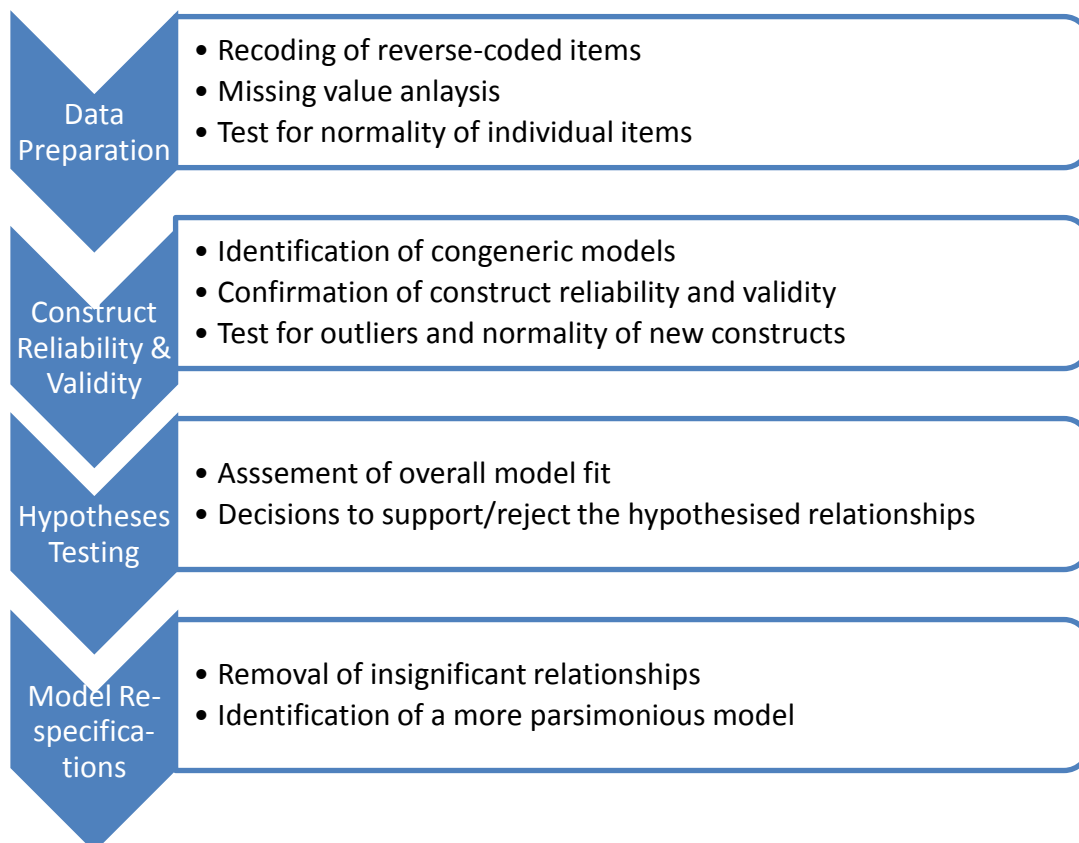 Data
Preparation
• Recoding of reverse-coded items
• Missing value anlaysis
• Test for normality of individual items
Construct
Reliability &
Validity
• Identification of congeneric models
• Confirmation of construct reliability and validity
• Test for outliers and normality of new constructs
Hypotheses
Testing
• Asssement of overall model fit
• Decisions to support/reject the hypothesised relationships
Model Re-
specifica-
tions
• Removal of insignificant relationships
• Identification of a more parsimonious model